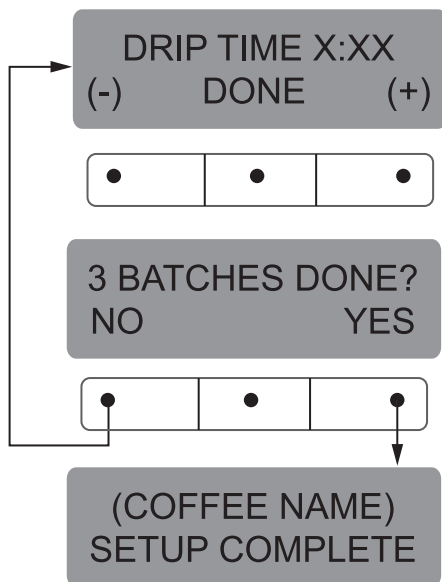 DRIP TIME X:XX
(-) DONE (+)
3 BATCHES DONE?
NO YES
(COFFEE NAME)
SETUP COMPLETE